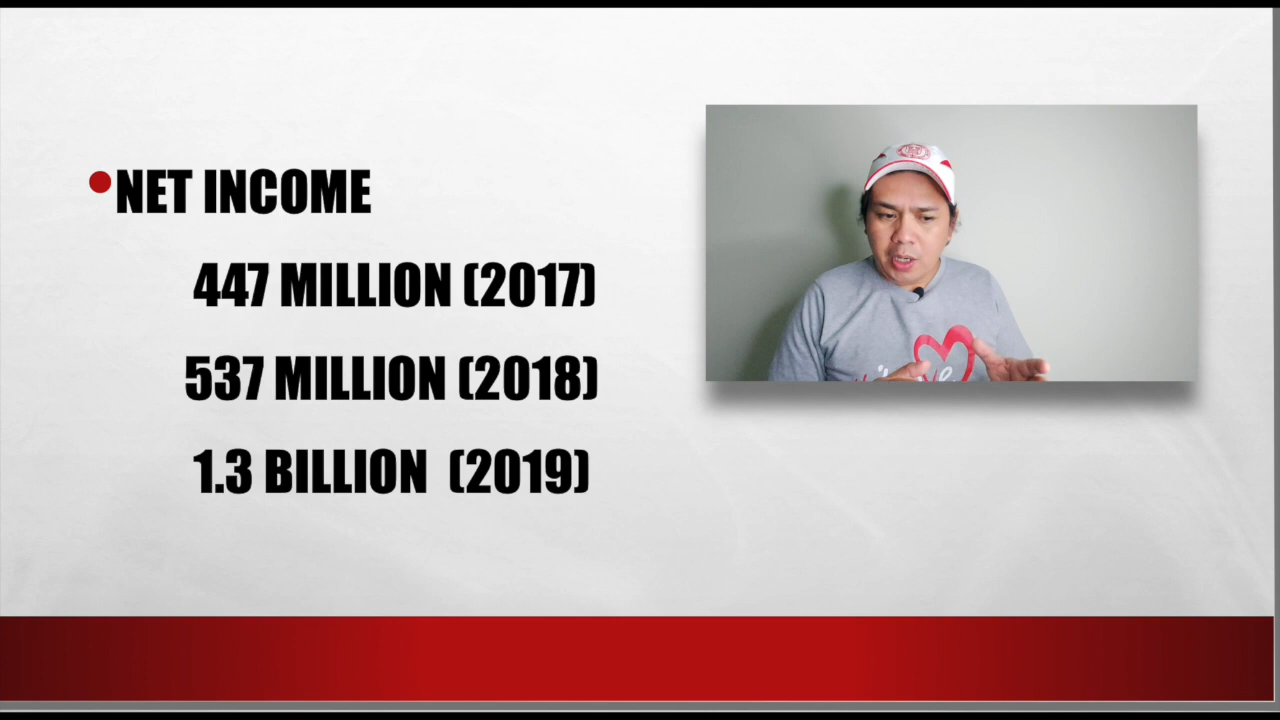 NET INCOME
447 MILLION (2017)
537 MILLION (2018)
1.3 BILLION (2019)